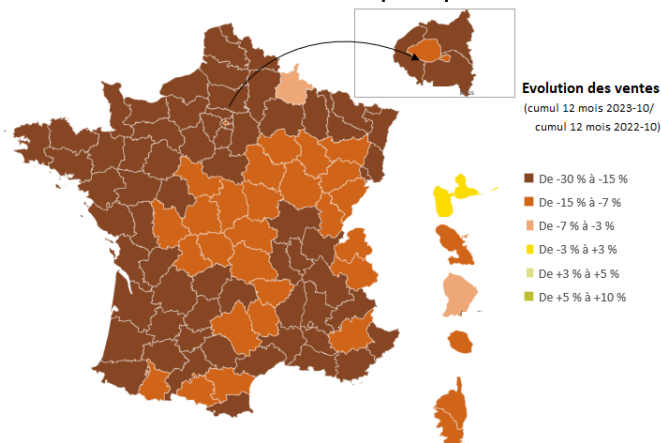 Evolution des ventes
(cumul 12 mois 2023-10/
cumul 12 mois 2022-10)
De -30 % à -15 %
De -15 % à -7 %
De -7 % à -3 %
De -3 % à +3 %
De +3 % à +5 %
De +5 % à +10 %